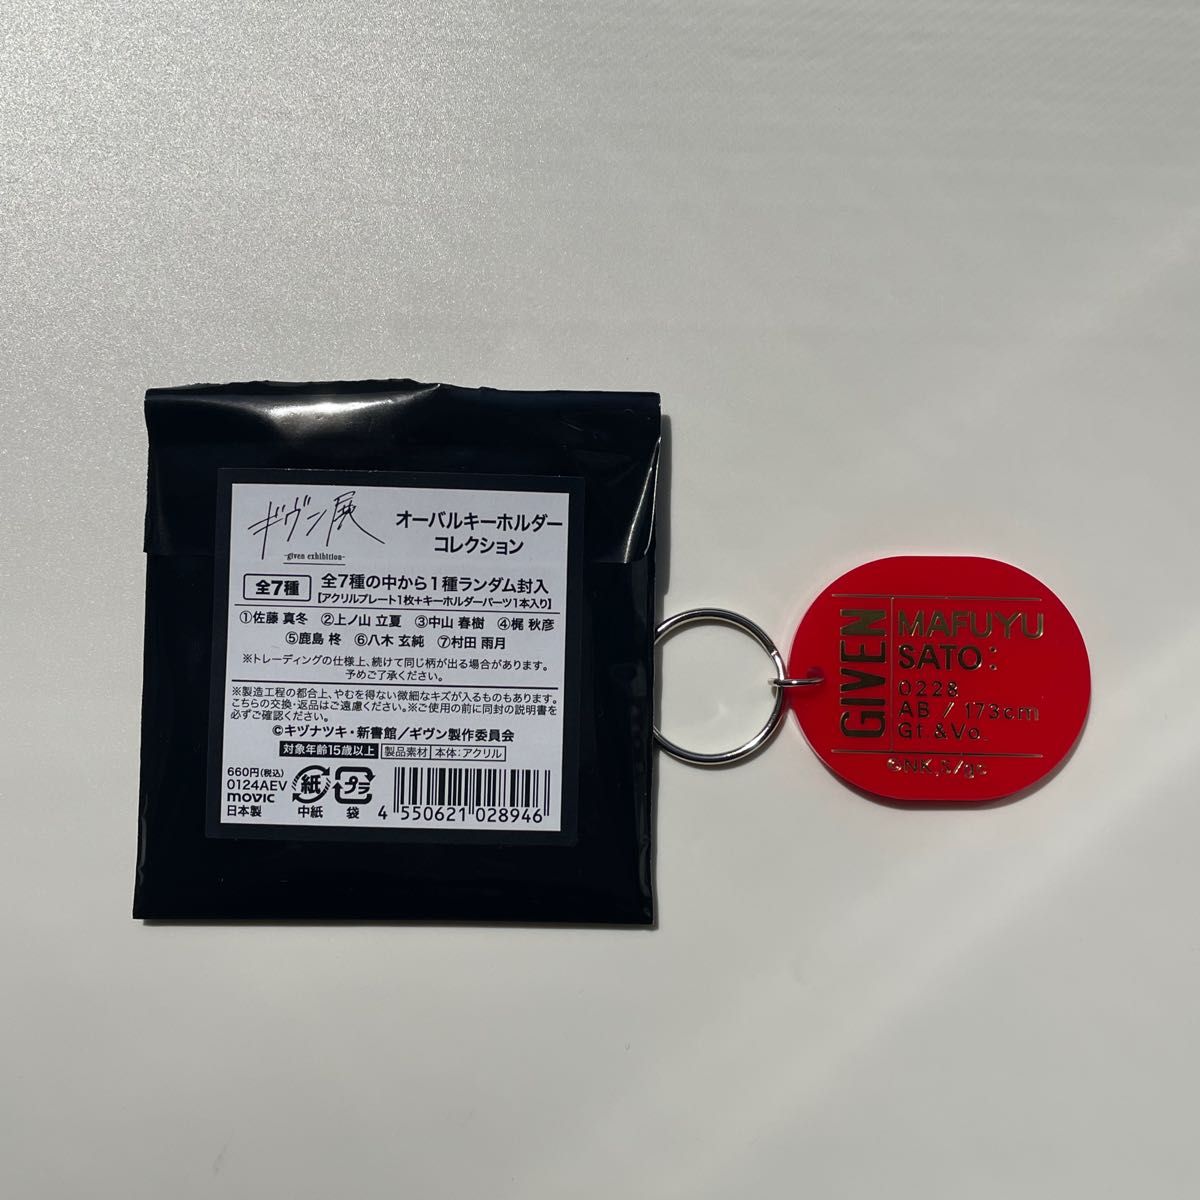 ギヴン展
-given exhibition-
オーバルキーホルダー
コレクション
全7種
全7種の中から1種ランダム封入
【アクリルプレート1枚+キーホルダーパーツ1本入り】
①佐藤 真冬 ②上ノ山 立夏 ③中山 春樹 ④梶 秋彦
⑤鹿島 柊 ⑥八木 玄純 ⑦村田 雨月
※トレーディングの仕様上、続けて同じ柄が出る場合があります。
予めご了承ください。
※製造工程の都合上、やむを得ない微細なキズが入るものもあります。
こちらの交換・返品はご遠慮ください。※ご使用の前に同封の説明書を
必ずご確認ください。
©キヅナツキ・新書館/ギヴン製作委員会
対象年齢15歳以上 製品素材 本体:アクリル
660円(税込)
0124AEV
movic
日本製
紙
中紙
プラ
袋
4 550621 028946
GIVEN
MAFUYU
SATO:
0228
AB / 173cm
Gt.&Vo.
©NK,S/gc